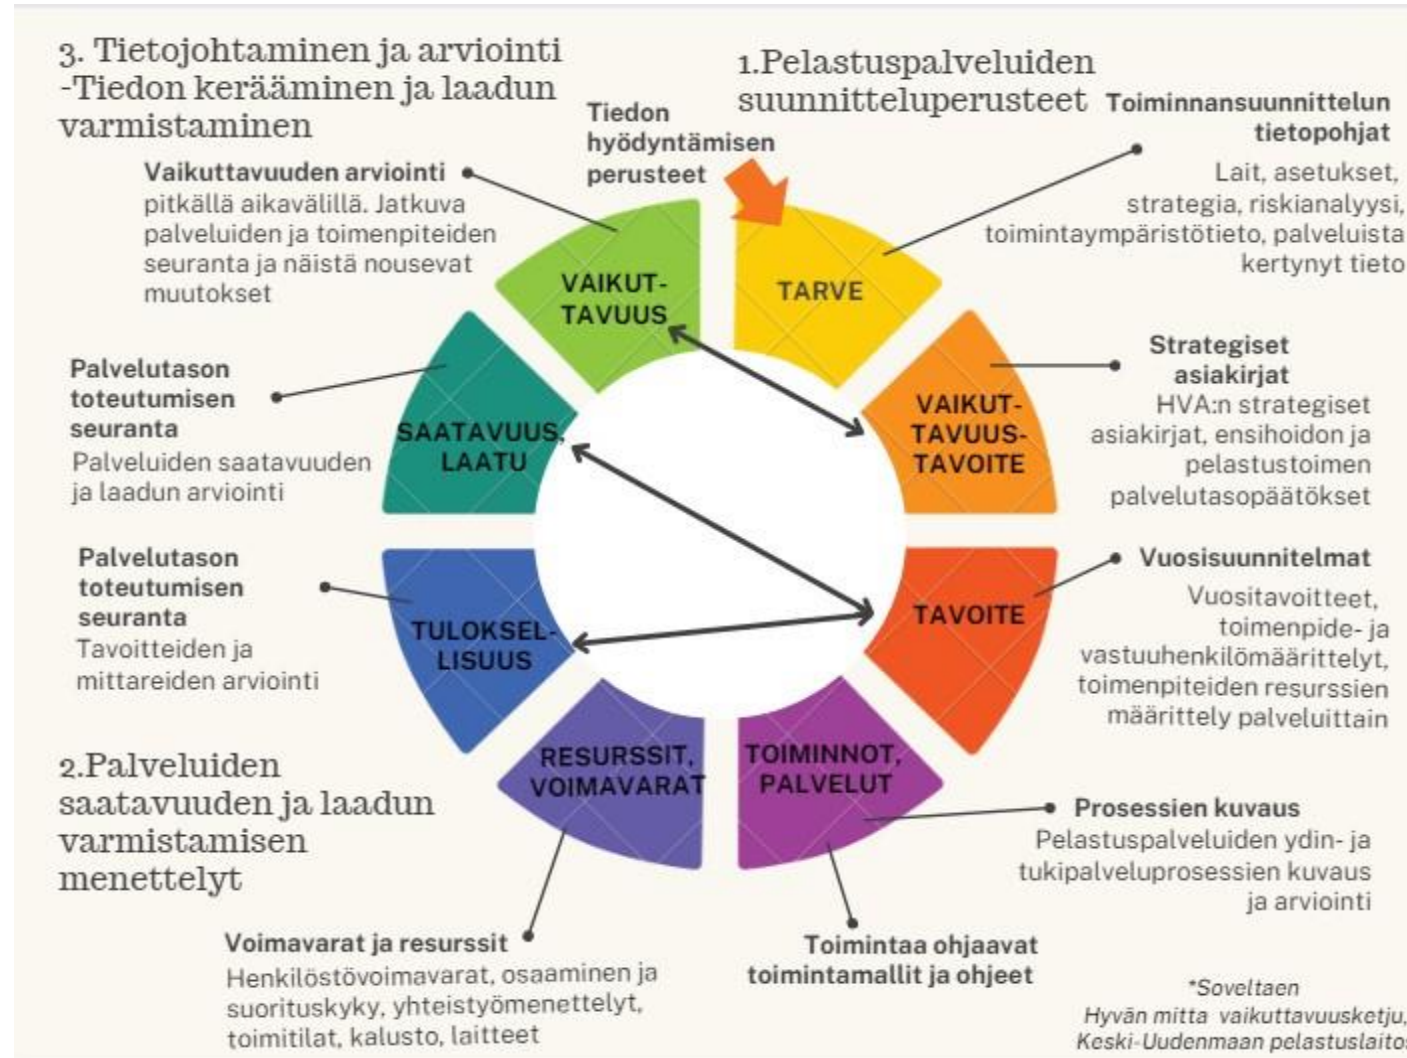 3. Tietojohtaminen ja arviointi
-Tiedon kerääminen ja laadun
varmistaminen
1.Pelastuspalveluiden
suunnitteluperusteet
Tiedon
hyödyntämisen
perusteet
Toiminnansuunnittelun
tietopohjat
Lait, asetukset,
strategia, riskianalyysi,
toimintaympäristötieto, palveluista
kertynyt tieto
Vaikuttavuuden arviointi
pitkällä aikavälillä. Jatkuva
palveluiden ja toimenpiteiden
seuranta ja näistä nousevat
muutokset
VAIKUT-
TAVUUS
TARVE
Strategiset
asiakirjat
HVA:n strategiset
asiakirjat, ensihoidon ja
pelastustoimen
palvelutasopäätökset
Palvelutason
toteutumisen
seuranta
Palveluiden saatavuuden
ja laadun arviointi
SAATAVUUS,
LAATU
VAIKUT-
TAVUUS-
TAVOITE
Palvelutason
toteutumisen
seuranta
Tavoitteiden ja
mittareiden arviointi
TULOKSEL-
LISUUS
TAVOITE
Vuosisuunnitelmat
Vuositavoitteet,
toimenpide- ja
vastuuhenkilömäärittelyt,
toimenpiteiden resurssien
määrittely palveluittain
2.Palveluiden
saatavuuden ja laadun
varmistamisen
menettelyt
RESURSSIT,
VOIMAVARAT
TOIMINNOT,
PALVELUT
Prosessien kuvaus
Pelastuspalveluiden ydin- ja
tukipalveluprosessien kuvaus
ja arviointi
Voimavarat ja resurssit
Henkilöstövoimavarat, osaaminen ja
suorituskyky, yhteistyömenettelyt,
toimitilat, kalusto, laitteet
Toimintaa ohjaavat
toimintamallit ja ohjeet
*Soveltaen
Hyvän mitta vaikuttavuusketju,
Keski-Uudenmaan pelastuslaitos